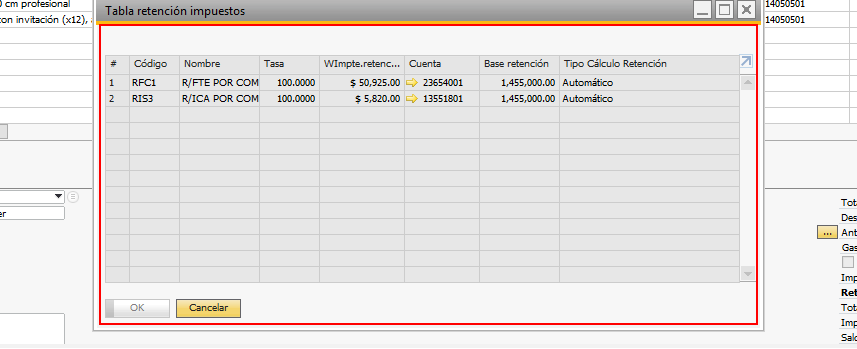 0 cm profesional
Tabla retención impuestos
14050501
con invitación (x12), a
14050501
# Código Nombre Tasa WImpte.retenc... Cuenta Base retención Tipo Cálculo Retención
1 RFC1 R/FTE POR COM 100.0000 $ 50,925.00 23654001 1,455,000.00 Automático
2 RIS3 R/ICA POR COM 100.0000 $ 5,820.00 13551801 1,455,000.00 Automático
er
Tota
Des
... Ant
Gas
Imp
Ret
OK Cancelar
Tota
Imp
Sald